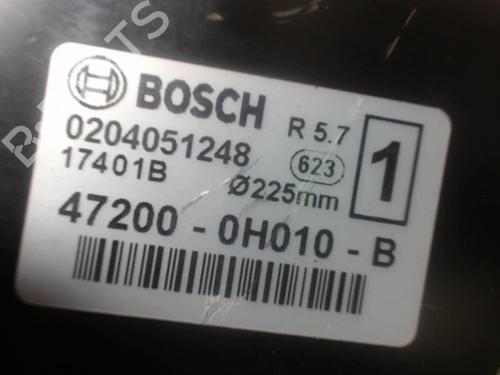 BOSCH
R 5.7
0204051248
623
1
17401B
Ø225mm
47200 - 0H010 - B